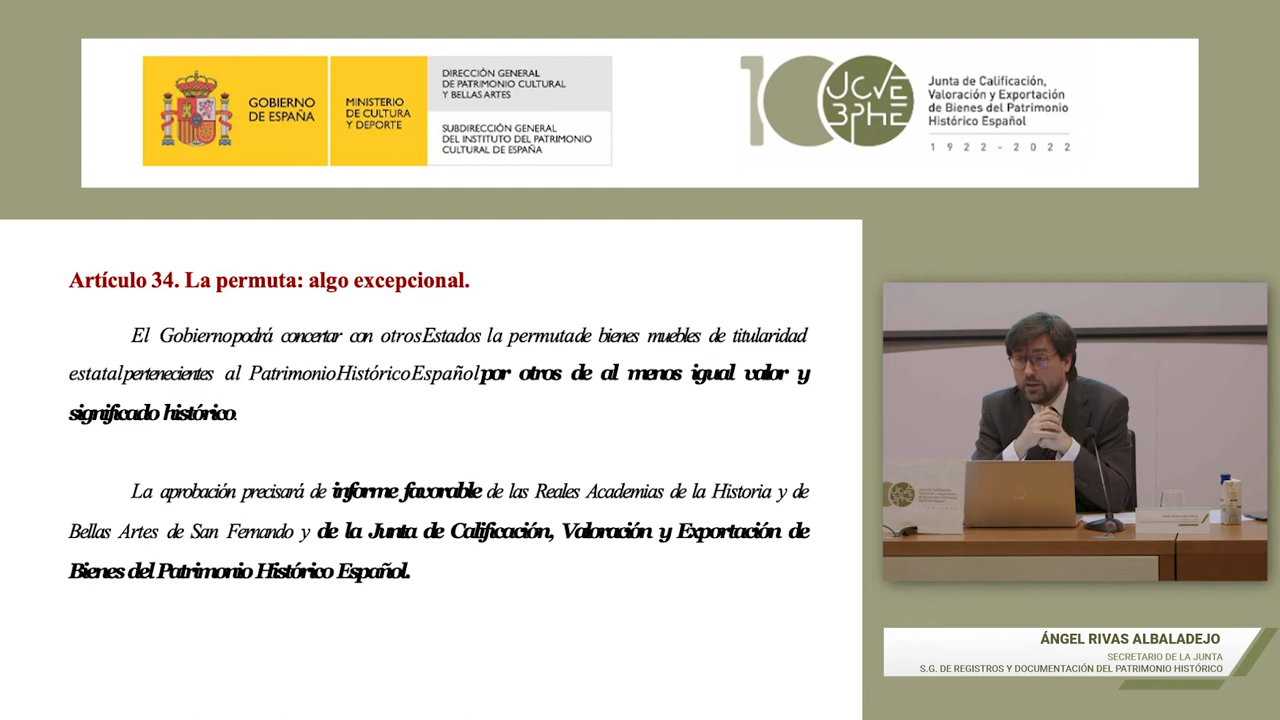 GOBIERNO
DE ESPAÑA
MINISTERIO
DE CULTURA
Y DEPORTE
DIRECCIÓN GENERAL
DE PATRIMONIO CULTURAL
Y BELLAS ARTES
SUBDIRECCIÓN GENERAL
DEL INSTITUTO DEL PATRIMONIO
CULTURAL DE ESPAÑA
100
JCVE
BPHE
Junta de Calificación,
Valoración y Exportación
de Bienes del Patrimonio
Histórico Español
1922-2022
Artículo 34. La permuta: algo excepcional.
El Gobierno podrá concertar con otros Estados la permuta de bienes muebles de titularidad
estatal pertenecientes al Patrimonio Histórico Español por otros de al menos igual valor y
significado histórico.
La aprobación precisará de informe favorable de las Reales Academias de la Historia y de
Bellas Artes de San Fernando y de la Junta de Calificación, Valoración y Exportación de
Bienes del Patrimonio Histórico Español.
ÁNGEL RIVAS ALBALADEJO
SECRETARIO DE LA JUNTA
S.G. DE REGISTROS Y DOCUMENTACIÓN DEL PATRIMONIO HISTÓRICO